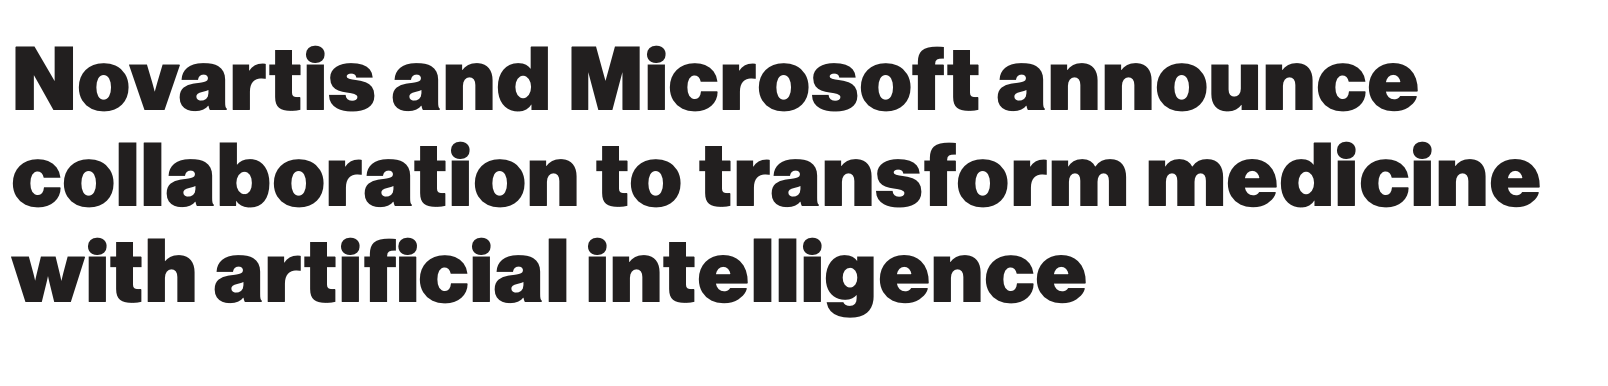 Novartis and Microsoft announce
collaboration to transform medicine
with artificial intelligence